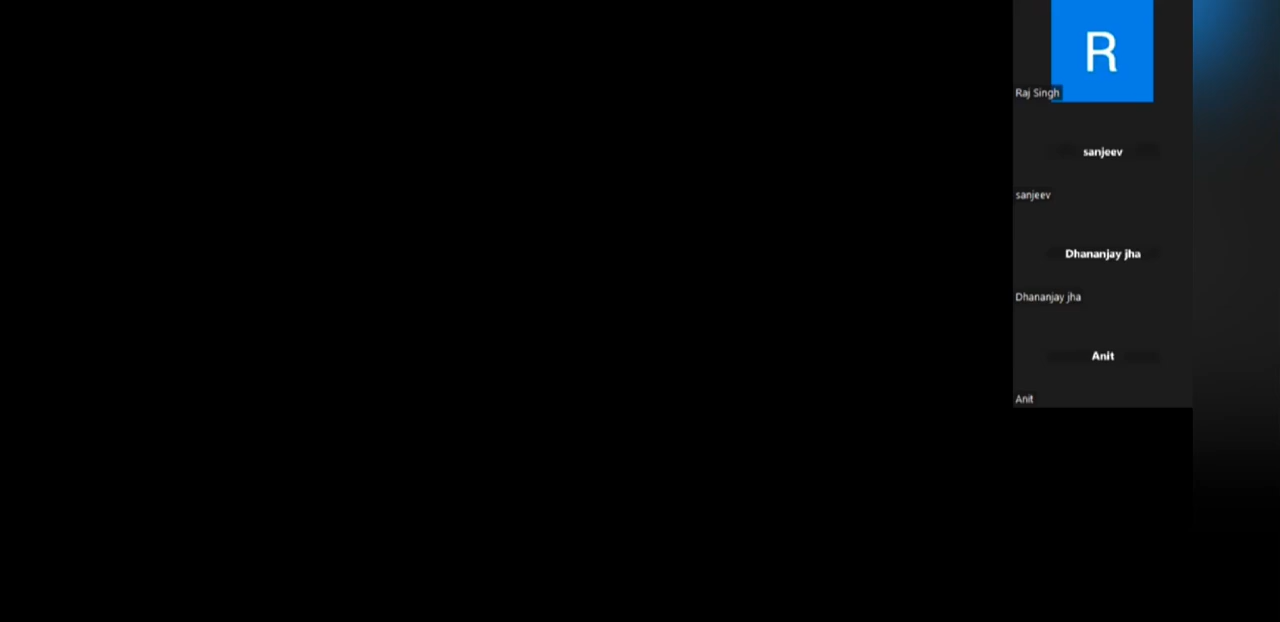 R
Raj Singh
sanjeev
sanjeev
Dhananjay jha
Dhananjay jha
Anit
Anit